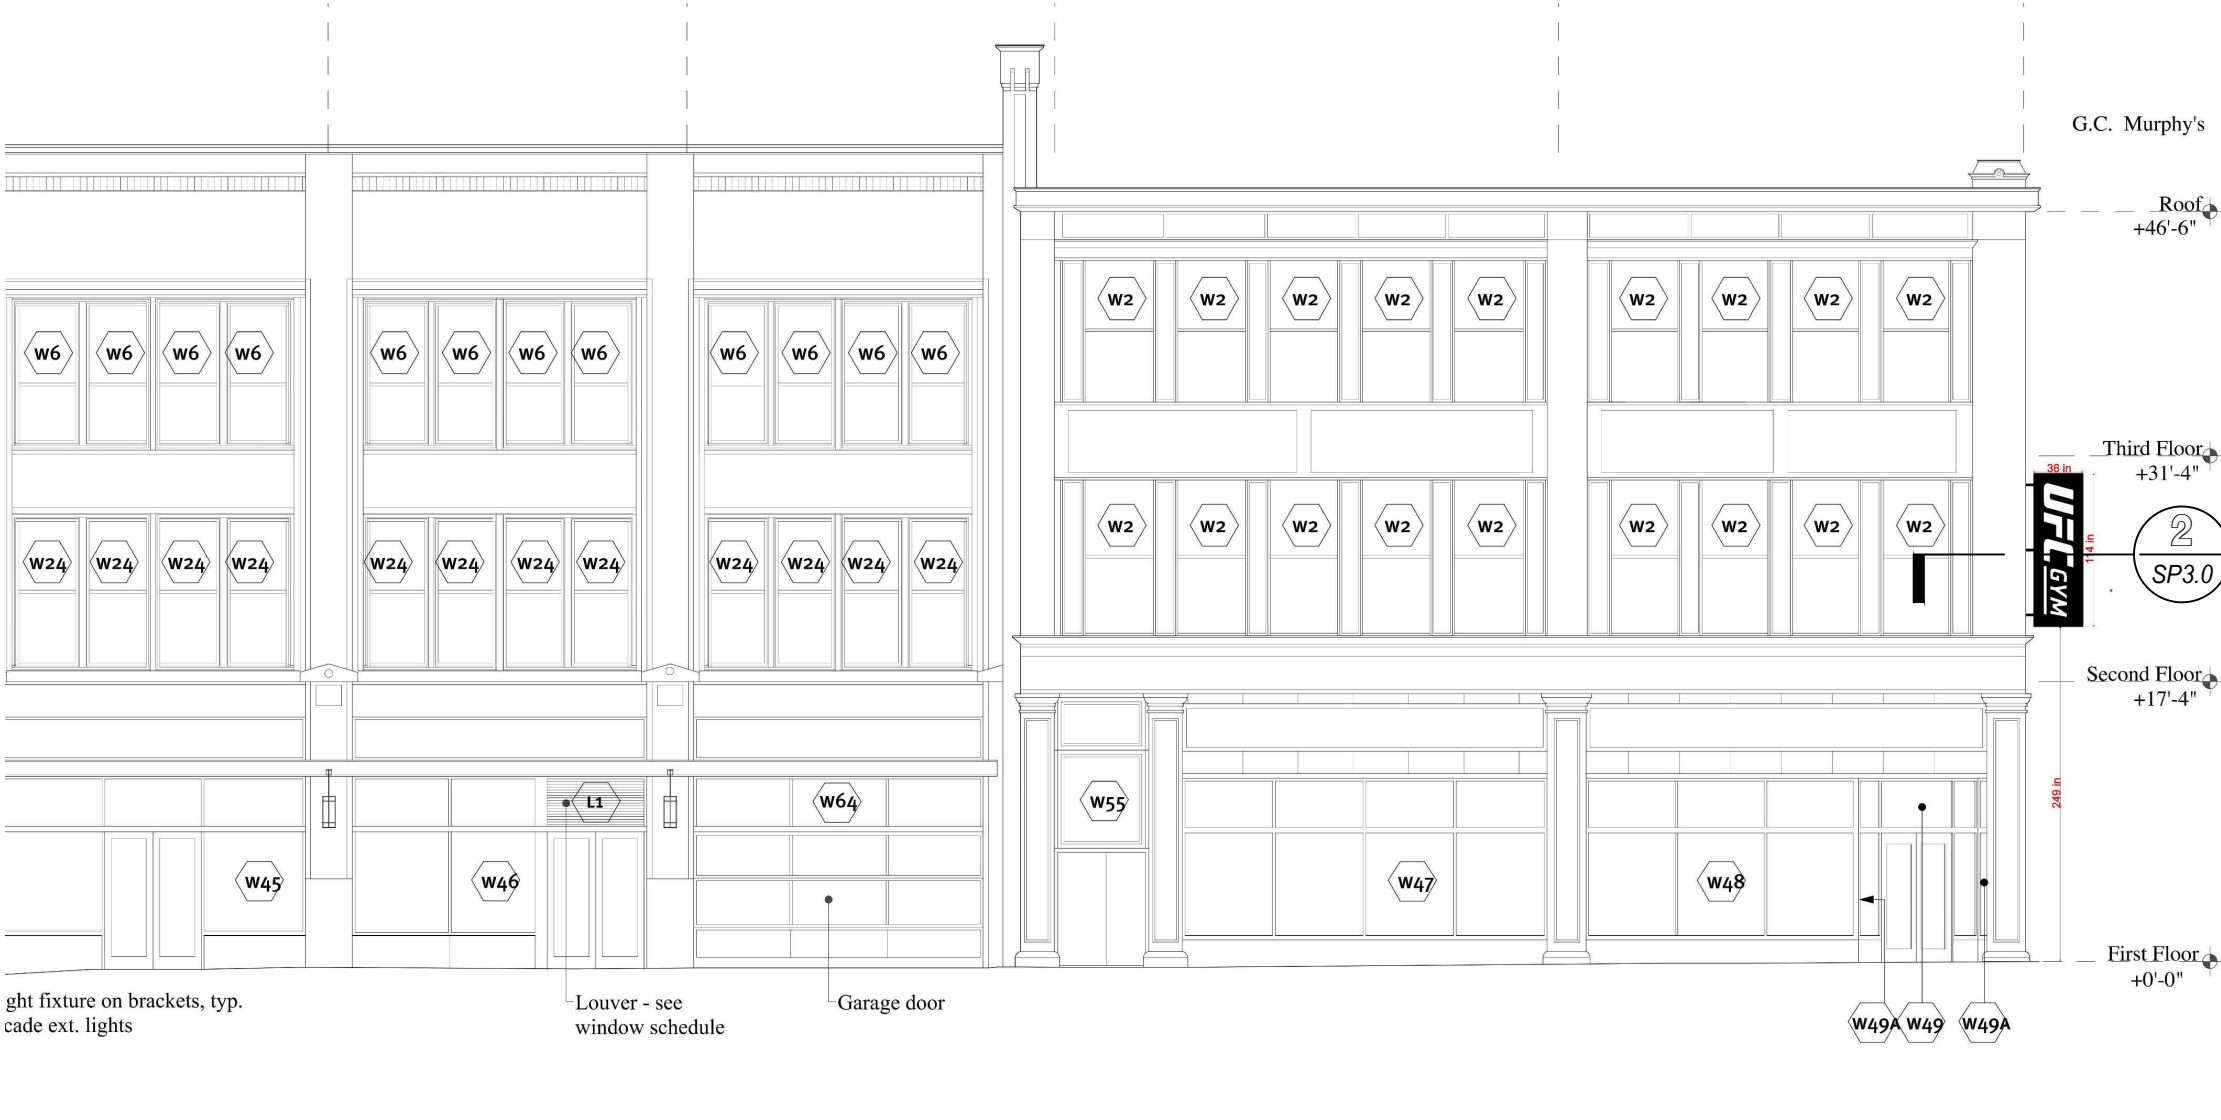 G.C. Murphy's
Roof
+46'-6"
W2 W2 W2 W2 W2 W2 W2 W2 W2
W6 W6 W6 W6 W6 W6 W6 W6 W6 W6 W6 W6
Third Floor
+31'-4"
36 in
UFC GYM
114 in
2
SP3.0
W2 W2 W2 W2 W2 W2 W2 W2 W2
W24 W24 W24 W24 W24 W24 W24 W24 W24 W24 W24 W24
Second Floor
+17'-4"
249 in
L1 W64 W55
W45 W46 W47 W48
First Floor
+0'-0"
ght fixture on brackets, typ.
cade ext. lights
Louver - see
window schedule
Garage door
W49A W49 W49A